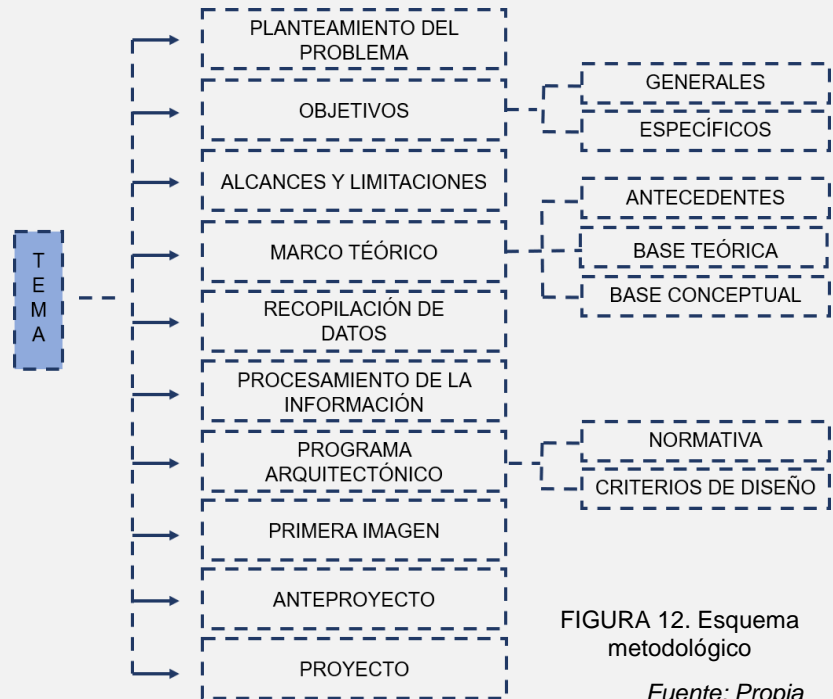 T
E
M
A
PLANTEAMIENTO DEL
PROBLEMA
OBJETIVOS
GENERALES
ESPECÍFICOS
ALCANCES Y LIMITACIONES
MARCO TÉÓRICO
ANTECEDENTES
BASE TEÓRICA
BASE CONCEPTUAL
RECOPILACIÓN DE
DATOS
PROCESAMIENTO DE LA
INFORMACIÓN
PROGRAMA
ARQUITECTÓNICO
NORMATIVA
CRITERIOS DE DISEÑO
PRIMERA IMAGEN
ANTEPROYECTO
PROYECTO
FIGURA 12. Esquema
metodológico
Fuente: Propia